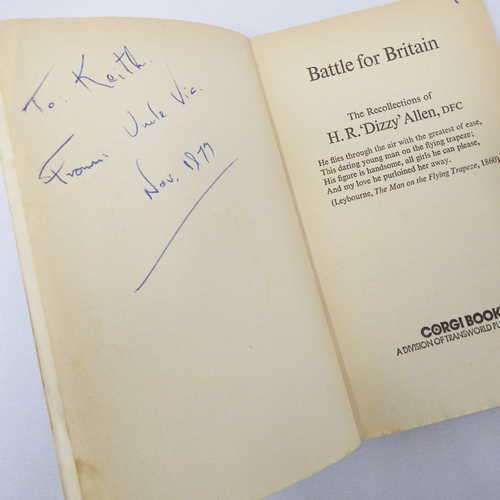 To: Keith.
From: Uncle Vic.
Nov. 1977
Battle for Britain
The Recollections of
H. R. 'Dizzy' Allen, DFC
He flies through the air with the greatest of ease,
This daring young man on the flying trapeze;
His figure is handsome, all girls he can please,
And my love he purloined her away.
(Leybourne, The Man on the Flying Trapeze, 1860)
CORGI BOOK
A DIVISION OF TRANSWORLD